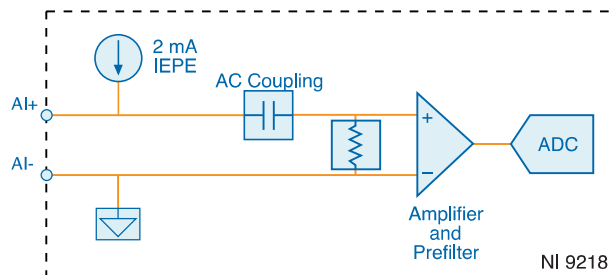 2 mA
IEPE
AC Coupling
AI+
AI-
+
−
ADC
Amplifier
and
Prefilter
NI 9218